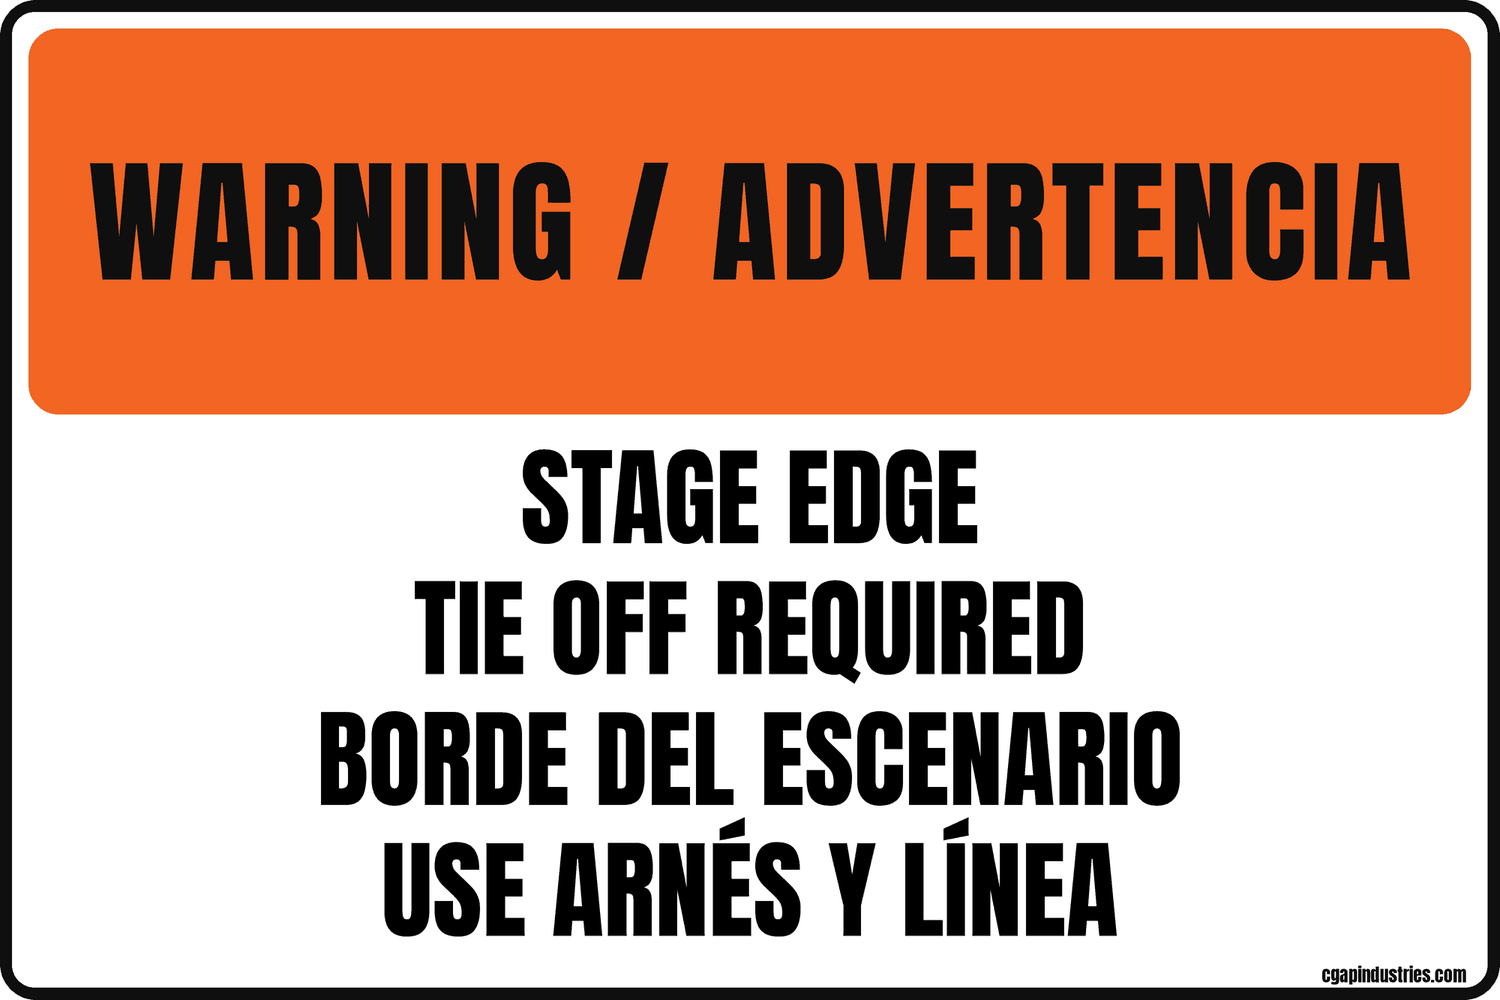 WARNING / ADVERTENCIA
STAGE EDGE
TIE OFF REQUIRED
BORDE DEL ESCENARIO
USE ARNÉS Y LÍNEA
cgapindustries.com